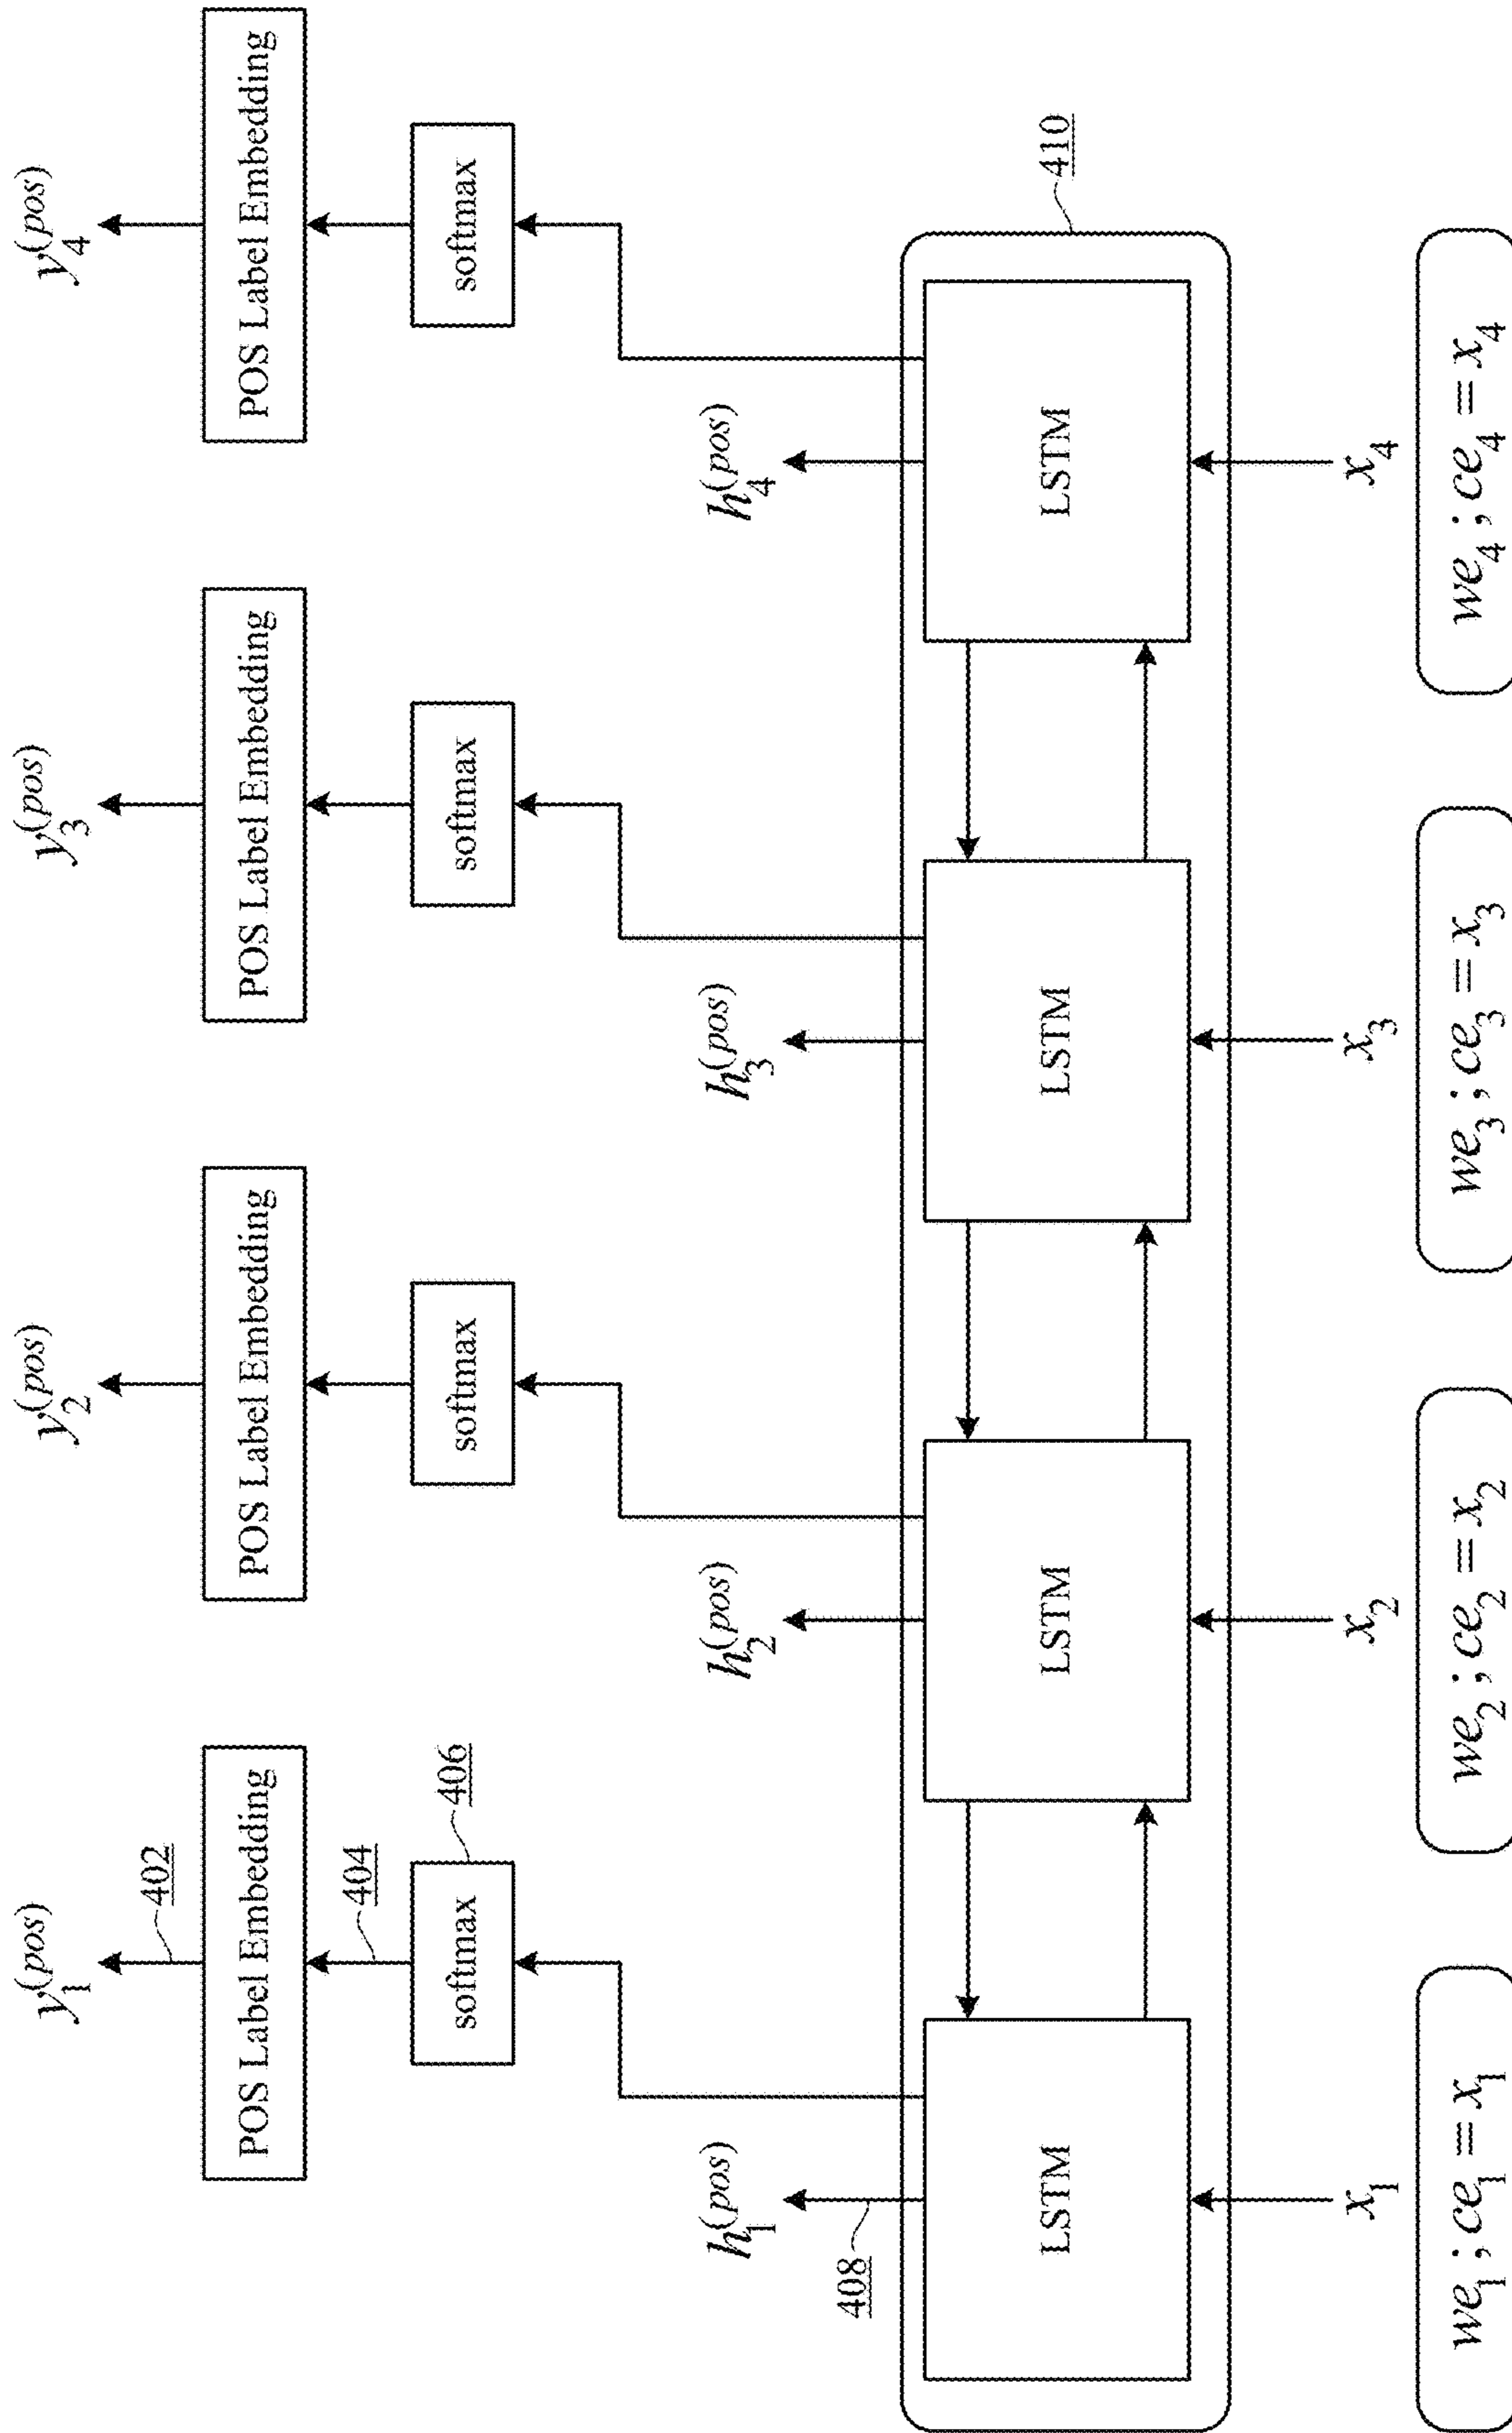 y₁^(pos) y₂^(pos) y₃^(pos) y₄^(pos)
402
POS Label Embedding POS Label Embedding POS Label Embedding POS Label Embedding
404
406
softmax softmax softmax softmax
h₁^(pos) h₂^(pos) h₃^(pos) h₄^(pos)
408
410
LSTM LSTM LSTM LSTM
x₁ x₂ x₃ x₄
we₁ ; ce₁ = x₁ we₂ ; ce₂ = x₂ we₃ ; ce₃ = x₃ we₄ ; ce₄ = x₄